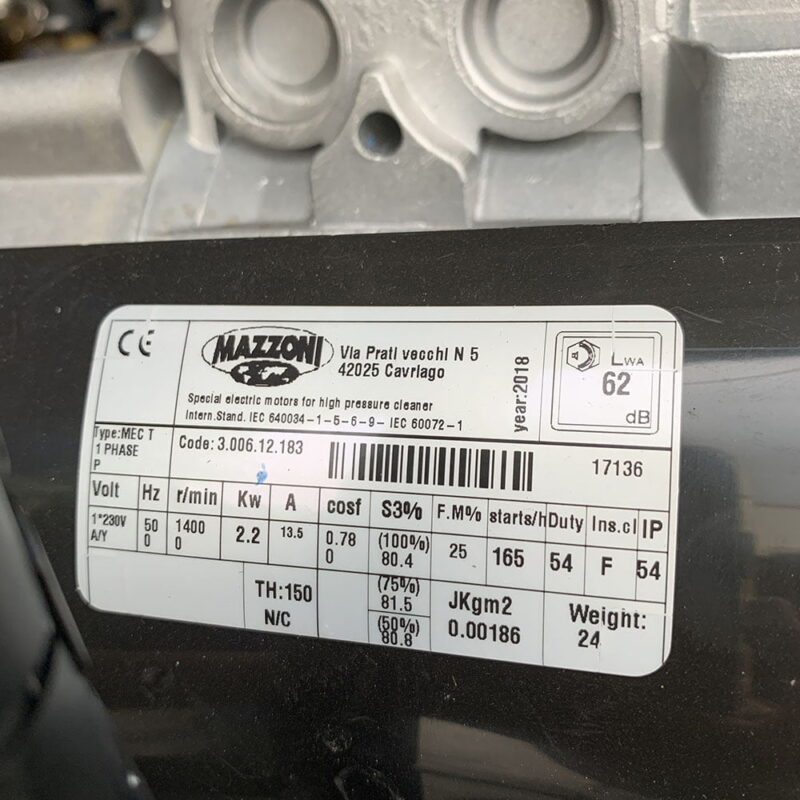 CE
MAZZONI
Via Prati vecchi N 5
42025 Cavriago
Special electric motors for high pressure cleaner
Intern.Stand. IEC 640034-1-5-6-9- IEC 60072-1
year:2018
LWA
62
dB
Type:MEC T
1 PHASE
P
Code: 3.006.12.183
17136
Volt Hz r/min Kw A cosf S3% F.M% starts/h Duty Ins.cl IP
1*230V 50 1400 2.2 13.5 0.78 (100%) 25 165 54 F 54
A/Y 0 0 0 80.4
TH:150 (75%) JKgm2 Weight:
N/C 81.5 0.00186 24
(50%)
80.8